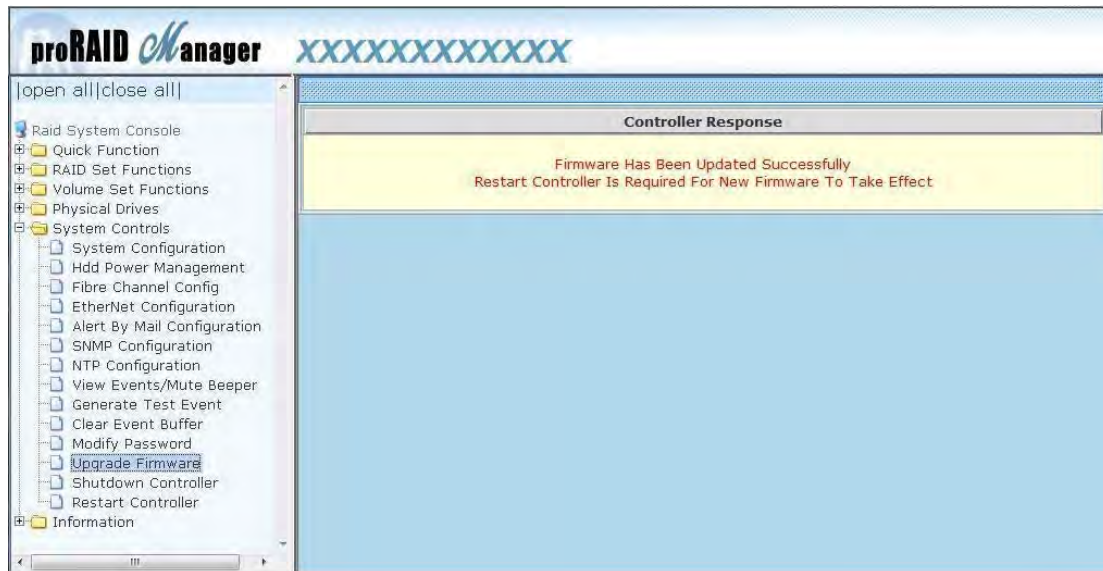 proRAID Manager XXXXXXXXXXXXX
|open all|close all|
Raid System Console
Quick Function
RAID Set Functions
Volume Set Functions
Physical Drives
System Controls
System Configuration
Hdd Power Management
Fibre Channel Config
EtherNet Configuration
Alert By Mail Configuration
SNMP Configuration
NTP Configuration
View Events/Mute Beeper
Generate Test Event
Clear Event Buffer
Modify Password
Upgrade Firmware
Shutdown Controller
Restart Controller
Information
Controller Response
Firmware Has Been Updated Successfully
Restart Controller Is Required For New Firmware To Take Effect